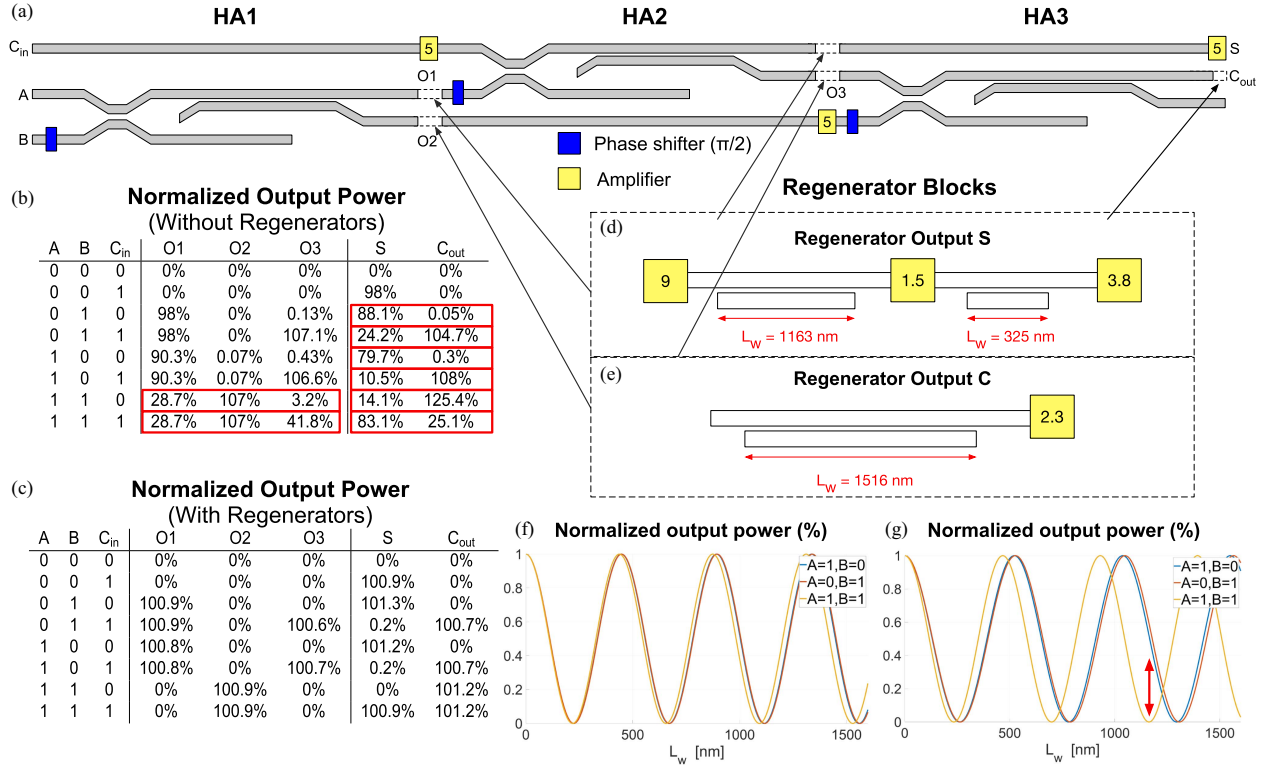 (a)
HA1 HA2 HA3
C_in 5 5 S
O1 C_out
A O3
B O2 5
Phase shifter (π/2)
Amplifier
(b)
Normalized Output Power
(Without Regenerators)
A B C_in O1 O2 O3 S C_out
0 0 0 0% 0% 0% 0% 0%
0 0 1 0% 0% 0% 98% 0%
0 1 0 98% 0% 0.13% 88.1% 0.05%
0 1 1 98% 0% 107.1% 24.2% 104.7%
1 0 0 90.3% 0.07% 0.43% 79.7% 0.3%
1 0 1 90.3% 0.07% 106.6% 10.5% 108%
1 1 0 28.7% 107% 3.2% 14.1% 125.4%
1 1 1 28.7% 107% 41.8% 83.1% 25.1%
Regenerator Blocks
(d)
Regenerator Output S
9 1.5 3.8
L_W = 1163 nm L_W = 325 nm
(e)
Regenerator Output C
2.3
L_W = 1516 nm
(c)
Normalized Output Power
(With Regenerators)
A B C_in O1 O2 O3 S C_out
0 0 0 0% 0% 0% 0% 0%
0 0 1 0% 0% 0% 100.9% 0%
0 1 0 100.9% 0% 0% 101.3% 0%
0 1 1 100.9% 0% 100.6% 0.2% 100.7%
1 0 0 100.8% 0% 0% 101.2% 0%
1 0 1 100.8% 0% 100.7% 0.2% 100.7%
1 1 0 0% 100.9% 0% 0% 101.2%
1 1 1 0% 100.9% 0% 100.9% 101.2%
(f)
Normalized output power (%)
A=1,B=0
A=0,B=1
A=1,B=1
1
0.8
0.6
0.4
0.2
0
0 500 1000 1500
L_w [nm]
(g)
Normalized output power (%)
A=1,B=0
A=0,B=1
A=1,B=1
1
0.8
0.6
0.4
0.2
0
0 500 1000 1500
L_w [nm]